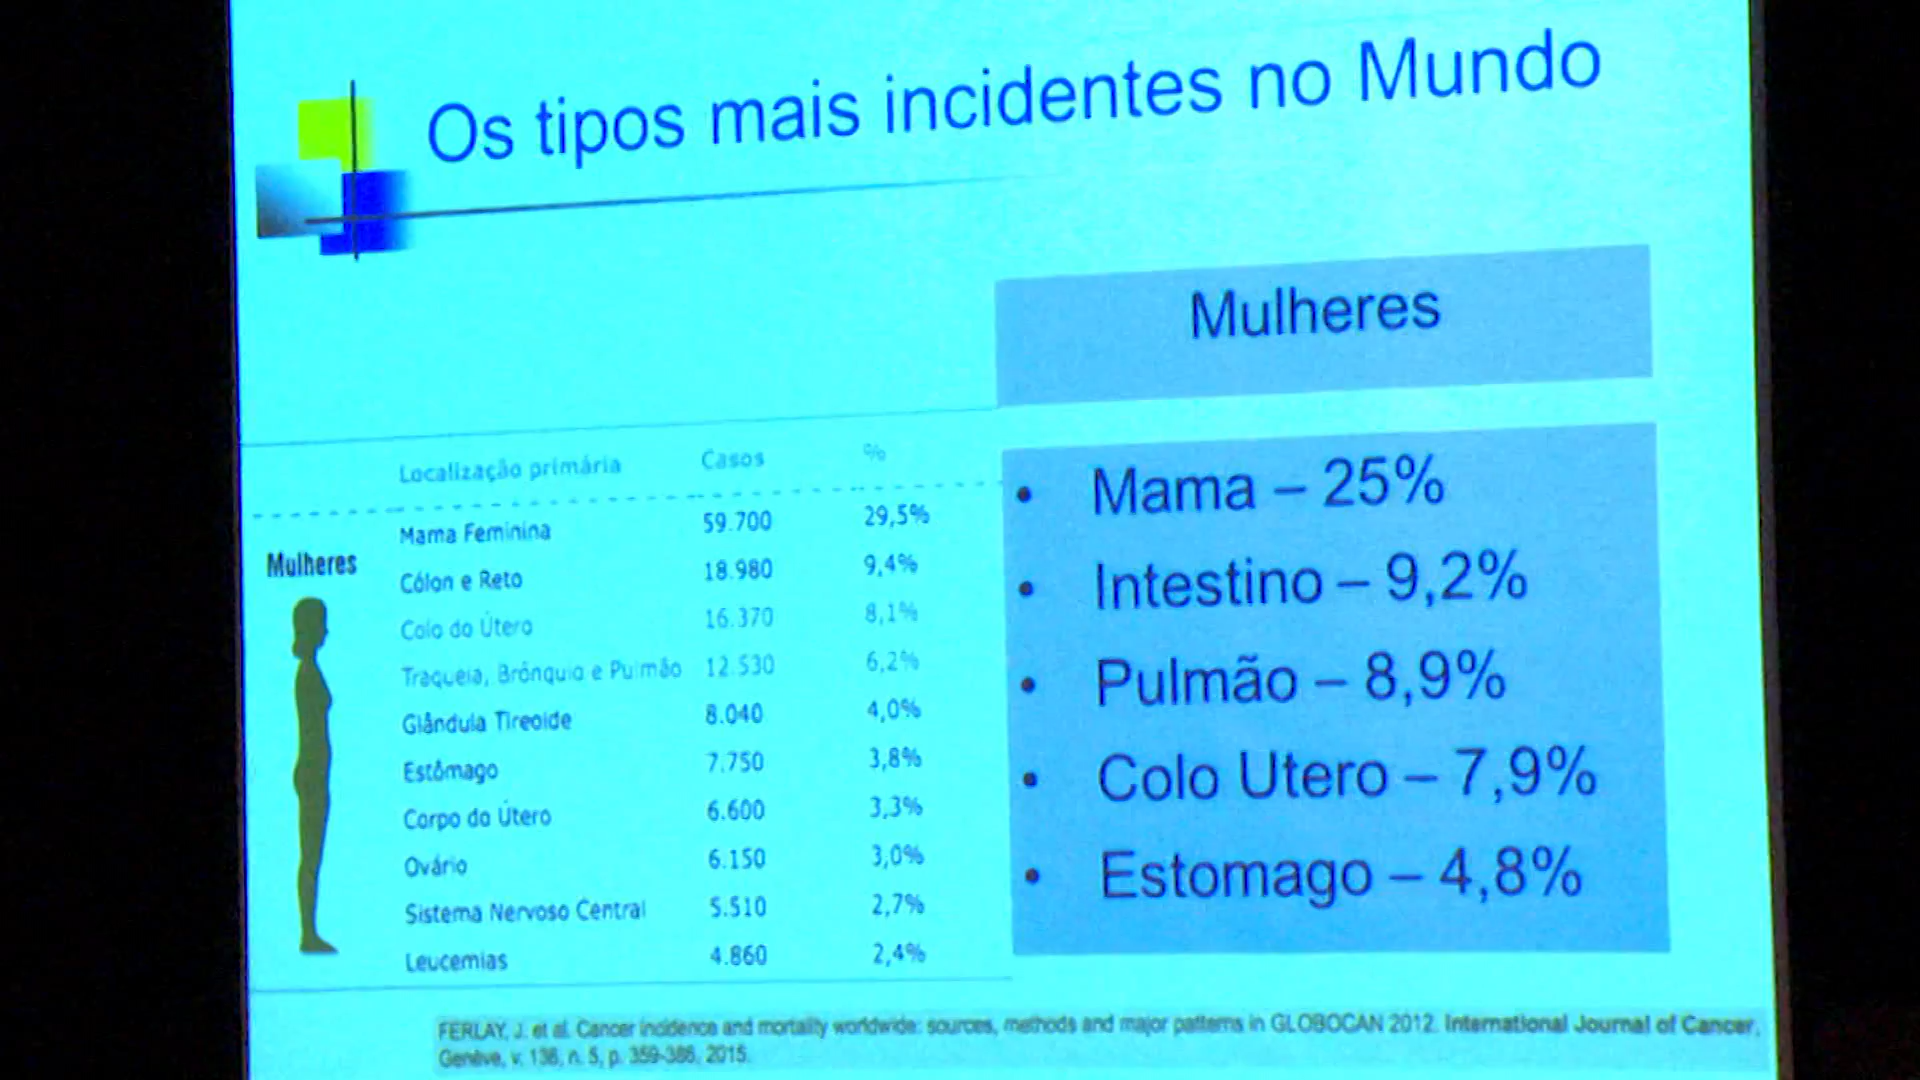 Os tipos mais incidentes no Mundo
Mulheres
Localização primária Casos %
Mulheres
Mama Feminina 59.700 29,5%
Cólon e Reto 18.980 9,4%
Colo do Útero 16.370 8,1%
Traqueia, Brônquio e Pulmão 12.530 6,2%
Glândula Tireoide 8.040 4,0%
Estômago 7.750 3,8%
Corpo do Útero 6.600 3,3%
Ovário 6.150 3,0%
Sistema Nervoso Central 5.510 2,7%
Leucemias 4.860 2,4%
• Mama – 25%
• Intestino – 9,2%
• Pulmão – 8,9%
• Colo Utero – 7,9%
• Estomago – 4,8%
FERLAY, J. et al. Cancer incidence and mortality worldwide: sources, methods and major patterns in GLOBOCAN 2012. International Journal of Cancer,
Genève, v. 136, n. 5, p. 359-386, 2015.